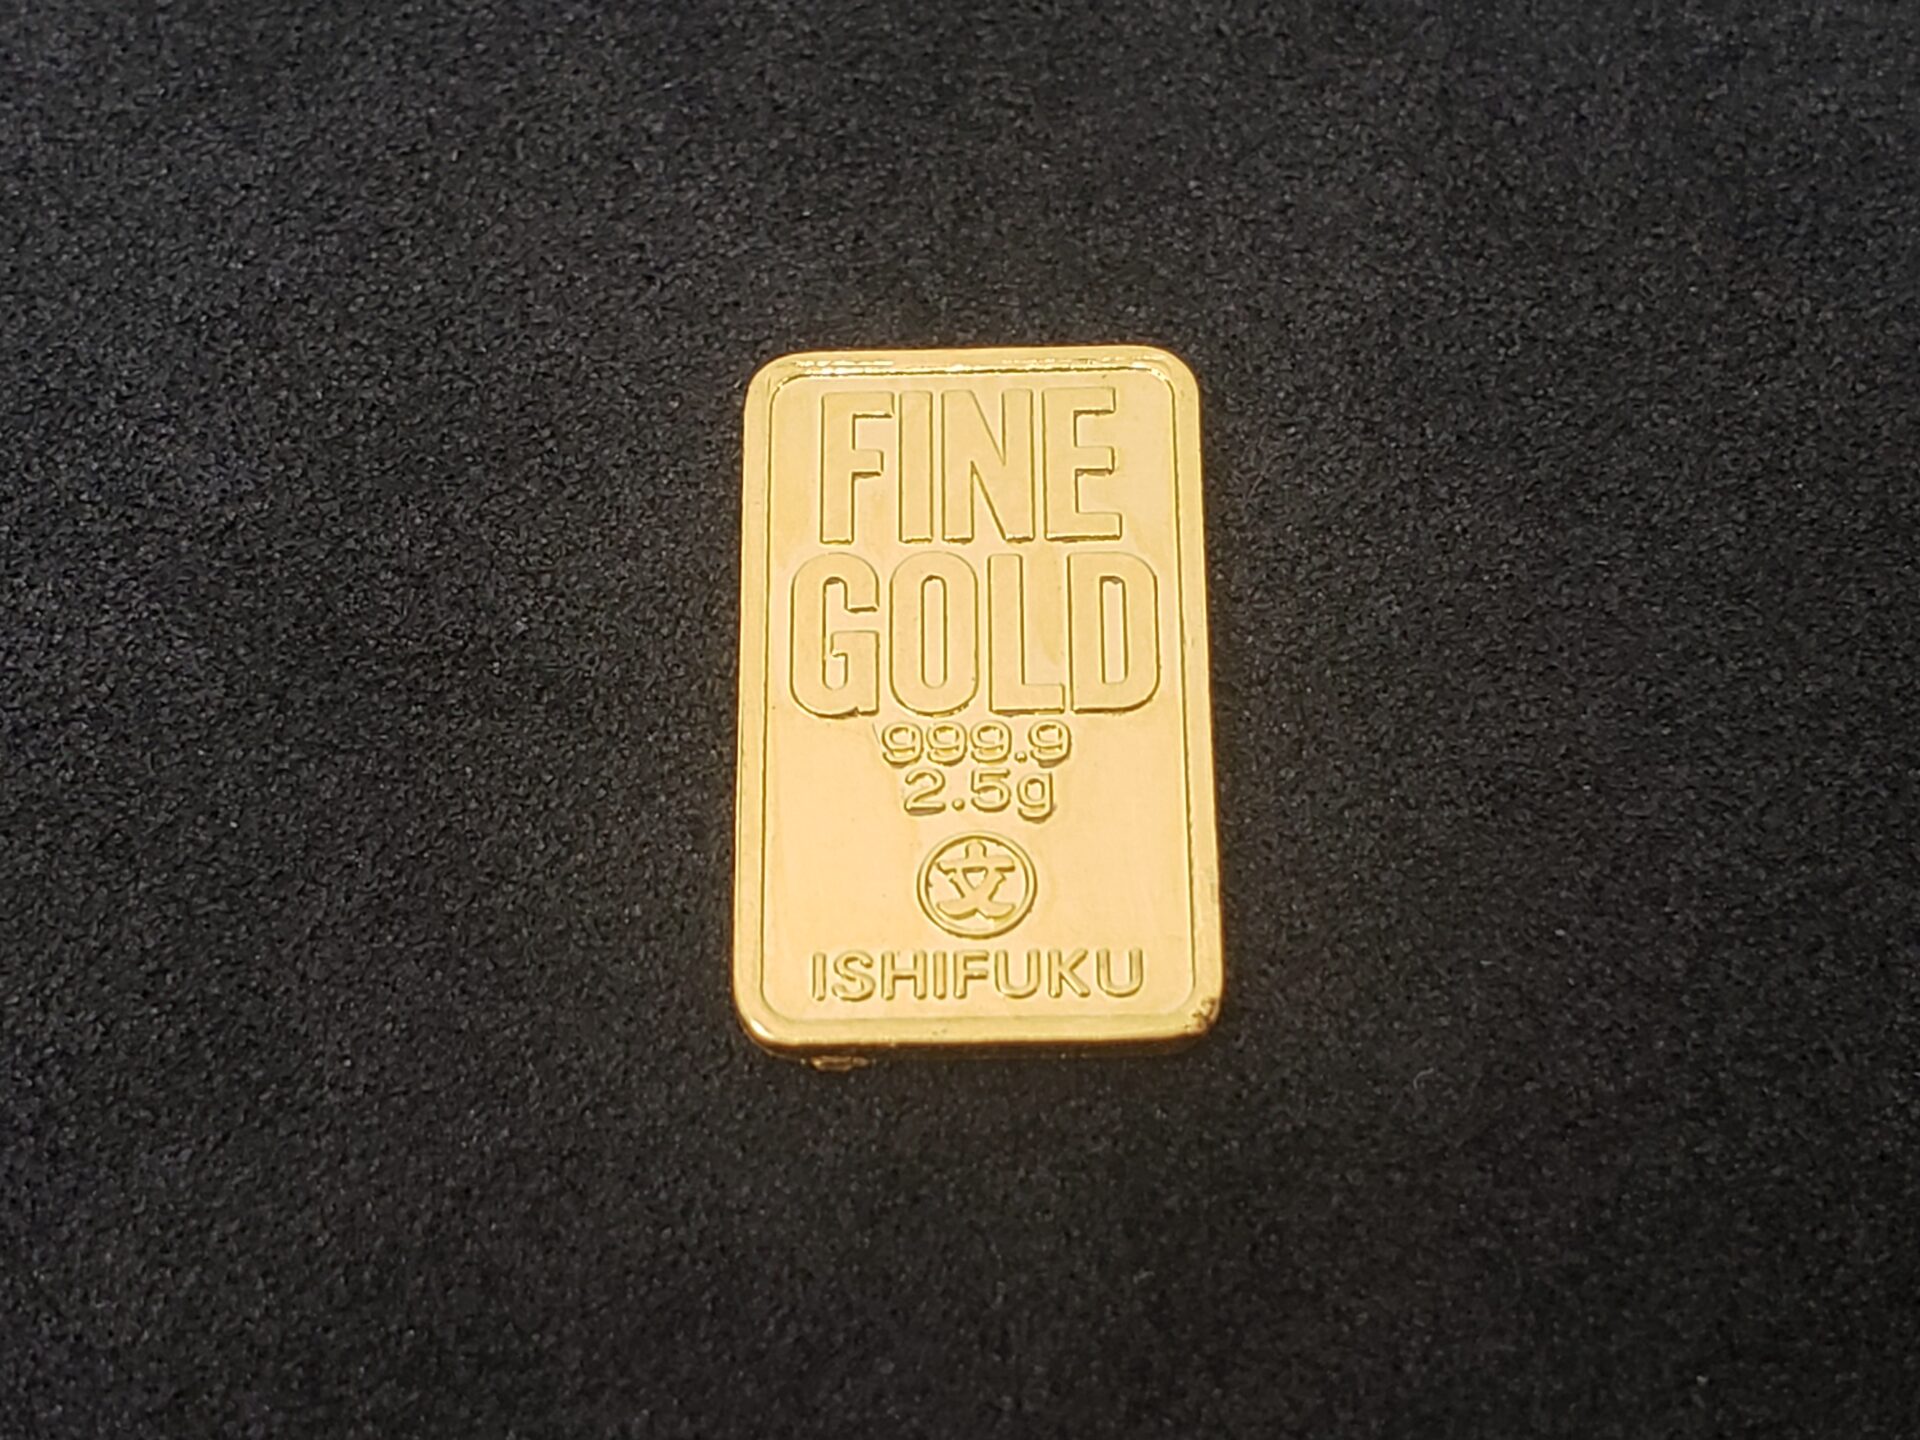 FINE
GOLD
999.9
2.5g
文
ISHIFUKU